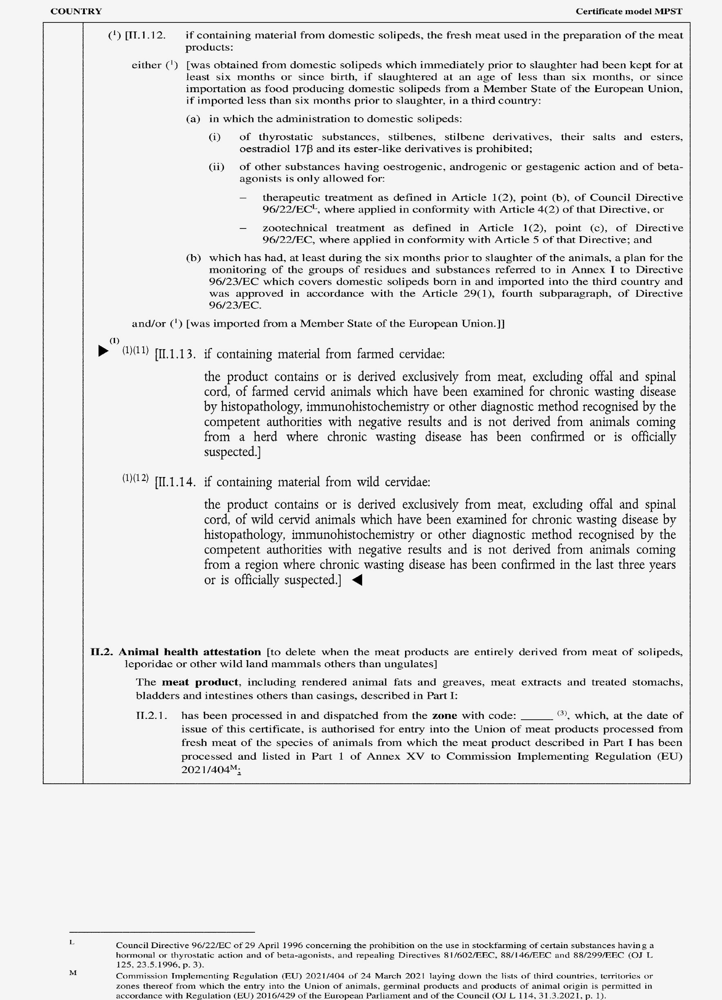 COUNTRY Certificate model MPST
(¹) [II.1.12. if containing material from domestic solipeds, the fresh meat used in the preparation of the meat
products:
either (¹) [was obtained from domestic solipeds which immediately prior to slaughter had been kept for at
least six months or since birth, if slaughtered at an age of less than six months, or since
importation as food producing domestic solipeds from a Member State of the European Union,
if imported less than six months prior to slaughter, in a third country:
(a) in which the administration to domestic solipeds:
(i) of thyrostatic substances, stilbenes, stilbene derivatives, their salts and esters,
oestradiol 17β and its ester-like derivatives is prohibited;
(ii) of other substances having oestrogenic, androgenic or gestagenic action and of beta-
agonists is only allowed for:
– therapeutic treatment as defined in Article 1(2), point (b), of Council Directive
96/22/ECᴸ, where applied in conformity with Article 4(2) of that Directive, or
– zootechnical treatment as defined in Article 1(2), point (c), of Directive
96/22/EC, where applied in conformity with Article 5 of that Directive; and
(b) which has had, at least during the six months prior to slaughter of the animals, a plan for the
monitoring of the groups of residues and substances referred to in Annex I to Directive
96/23/EC which covers domestic solipeds born in and imported into the third country and
was approved in accordance with the Article 29(1), fourth subparagraph, of Directive
96/23/EC.
and/or (¹) [was imported from a Member State of the European Union.]]
▶ (1) (1)(11) [II.1.13. if containing material from farmed cervidae:
the product contains or is derived exclusively from meat, excluding offal and spinal
cord, of farmed cervid animals which have been examined for chronic wasting disease
by histopathology, immunohistochemistry or other diagnostic method recognised by the
competent authorities with negative results and is not derived from animals coming
from a herd where chronic wasting disease has been confirmed or is officially
suspected.]
(1)(12) [II.1.14. if containing material from wild cervidae:
the product contains or is derived exclusively from meat, excluding offal and spinal
cord, of wild cervid animals which have been examined for chronic wasting disease by
histopathology, immunohistochemistry or other diagnostic method recognised by the
competent authorities with negative results and is not derived from animals coming
from a region where chronic wasting disease has been confirmed in the last three years
or is officially suspected.] ◀
II.2. Animal health attestation [to delete when the meat products are entirely derived from meat of solipeds,
leporidae or other wild land mammals others than ungulates]
The meat product, including rendered animal fats and greaves, meat extracts and treated stomachs,
bladders and intestines others than casings, described in Part I:
II.2.1. has been processed in and dispatched from the zone with code: ______ (3), which, at the date of
issue of this certificate, is authorised for entry into the Union of meat products processed from
fresh meat of the species of animals from which the meat product described in Part I has been
processed and listed in Part 1 of Annex XV to Commission Implementing Regulation (EU)
2021/404ᴹ;
L Council Directive 96/22/EC of 29 April 1996 concerning the prohibition on the use in stockfarming of certain substances having a
hormonal or thyrostatic action and of beta-agonists, and repealing Directives 81/602/EEC, 88/146/EEC and 88/299/EEC (OJ L
125, 23.5.1996, p. 3).
M Commission Implementing Regulation (EU) 2021/404 of 24 March 2021 laying down the lists of third countries, territories or
zones thereof from which the entry into the Union of animals, germinal products and products of animal origin is permitted in
accordance with Regulation (EU) 2016/429 of the European Parliament and of the Council (OJ L 114, 31.3.2021, p. 1).